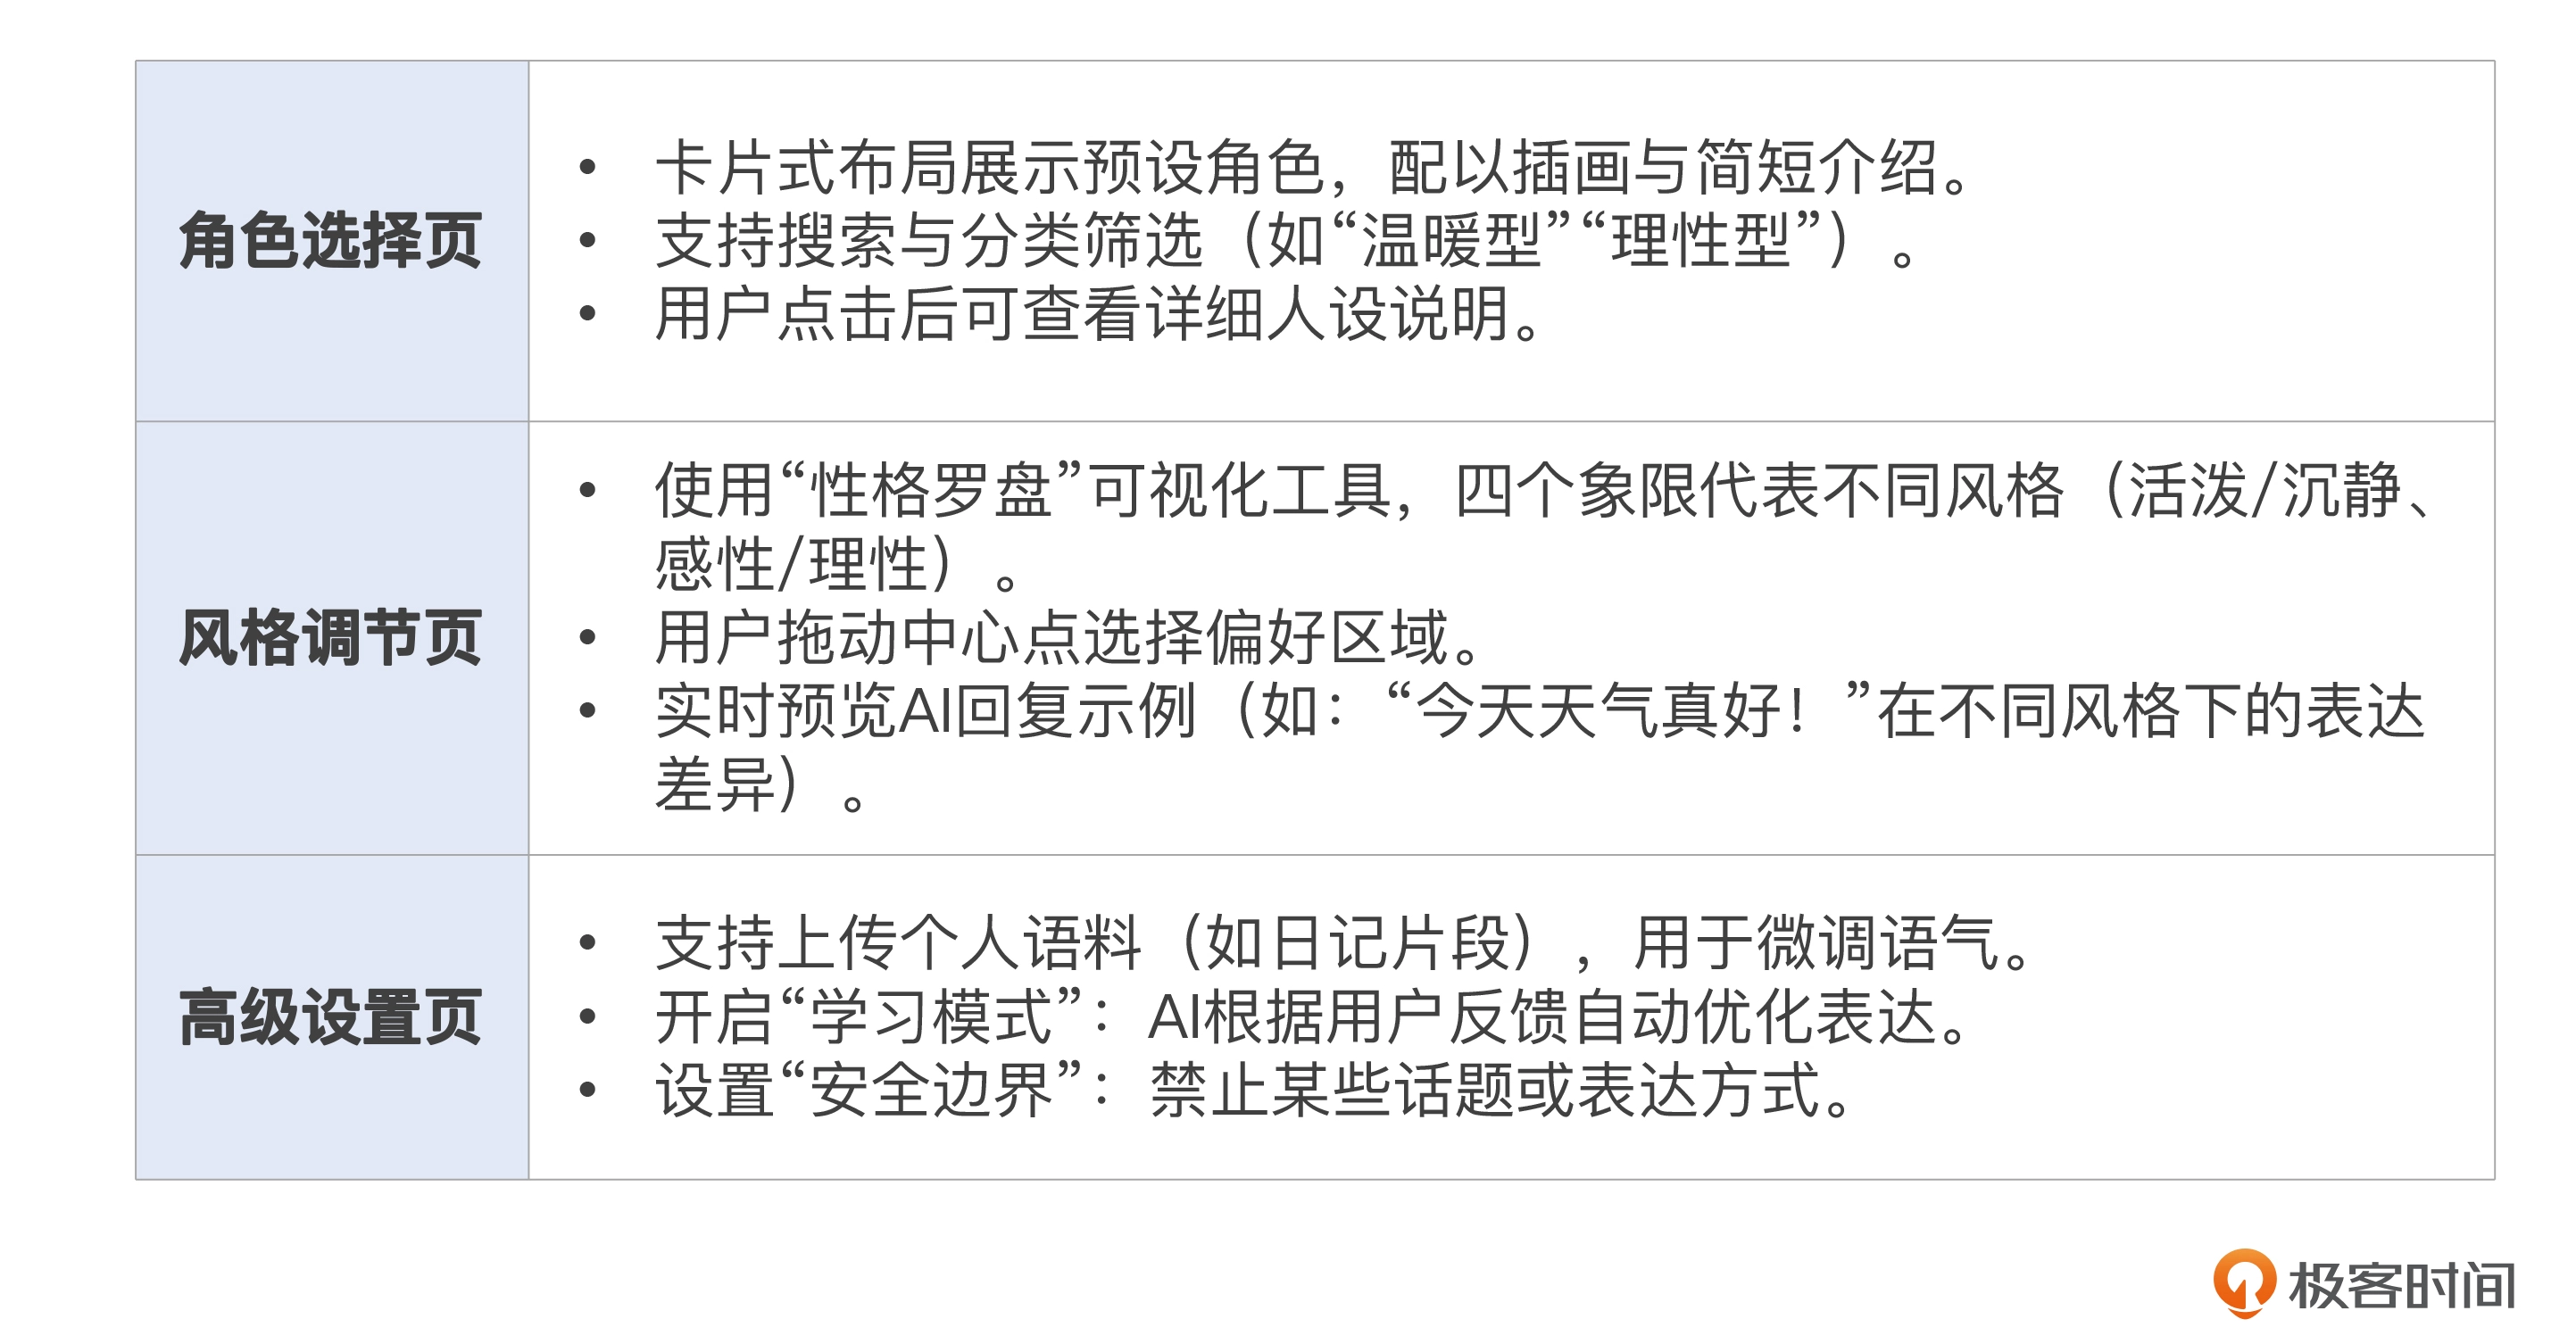 角色选择页
• 卡片式布局展示预设角色，配以插画与简短介绍。
• 支持搜索与分类筛选（如“温暖型”“理性型”）。
• 用户点击后可查看详细人设说明。
风格调节页
• 使用“性格罗盘”可视化工具，四个象限代表不同风格（活泼/沉静、
感性/理性）。
• 用户拖动中心点选择偏好区域。
• 实时预览AI回复示例（如：“今天天气真好！”在不同风格下的表达
差异）。
高级设置页
• 支持上传个人语料（如日记片段），用于微调语气。
• 开启“学习模式”：AI根据用户反馈自动优化表达。
• 设置“安全边界”：禁止某些话题或表达方式。
极客时间